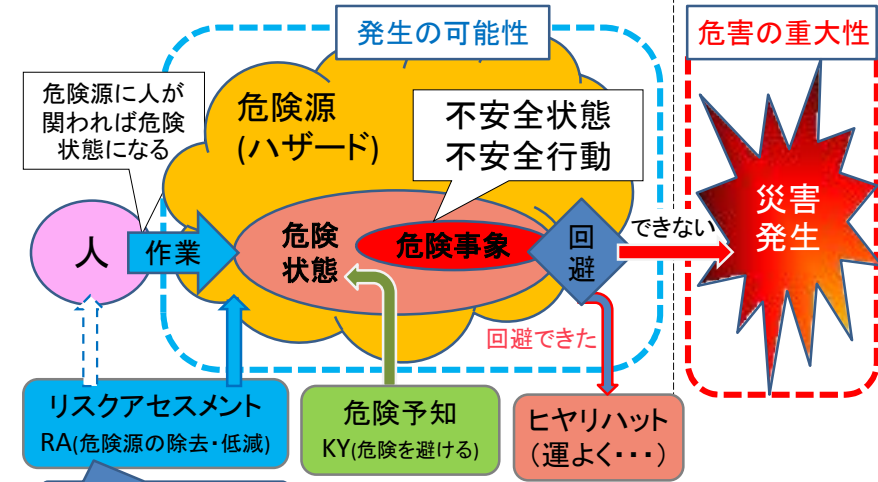 発生の可能性
危害の重大性
危険源に人が
関われば危険
状態になる
危険源
(ハザード)
不安全状態
不安全行動
人
作業
危険
状態
危険事象
回
避
できない
災害
発生
回避できた
リスクアセスメント
RA(危険源の除去・低減)
危険予知
KY(危険を避ける)
ヒヤリハット
(運よく・・・)